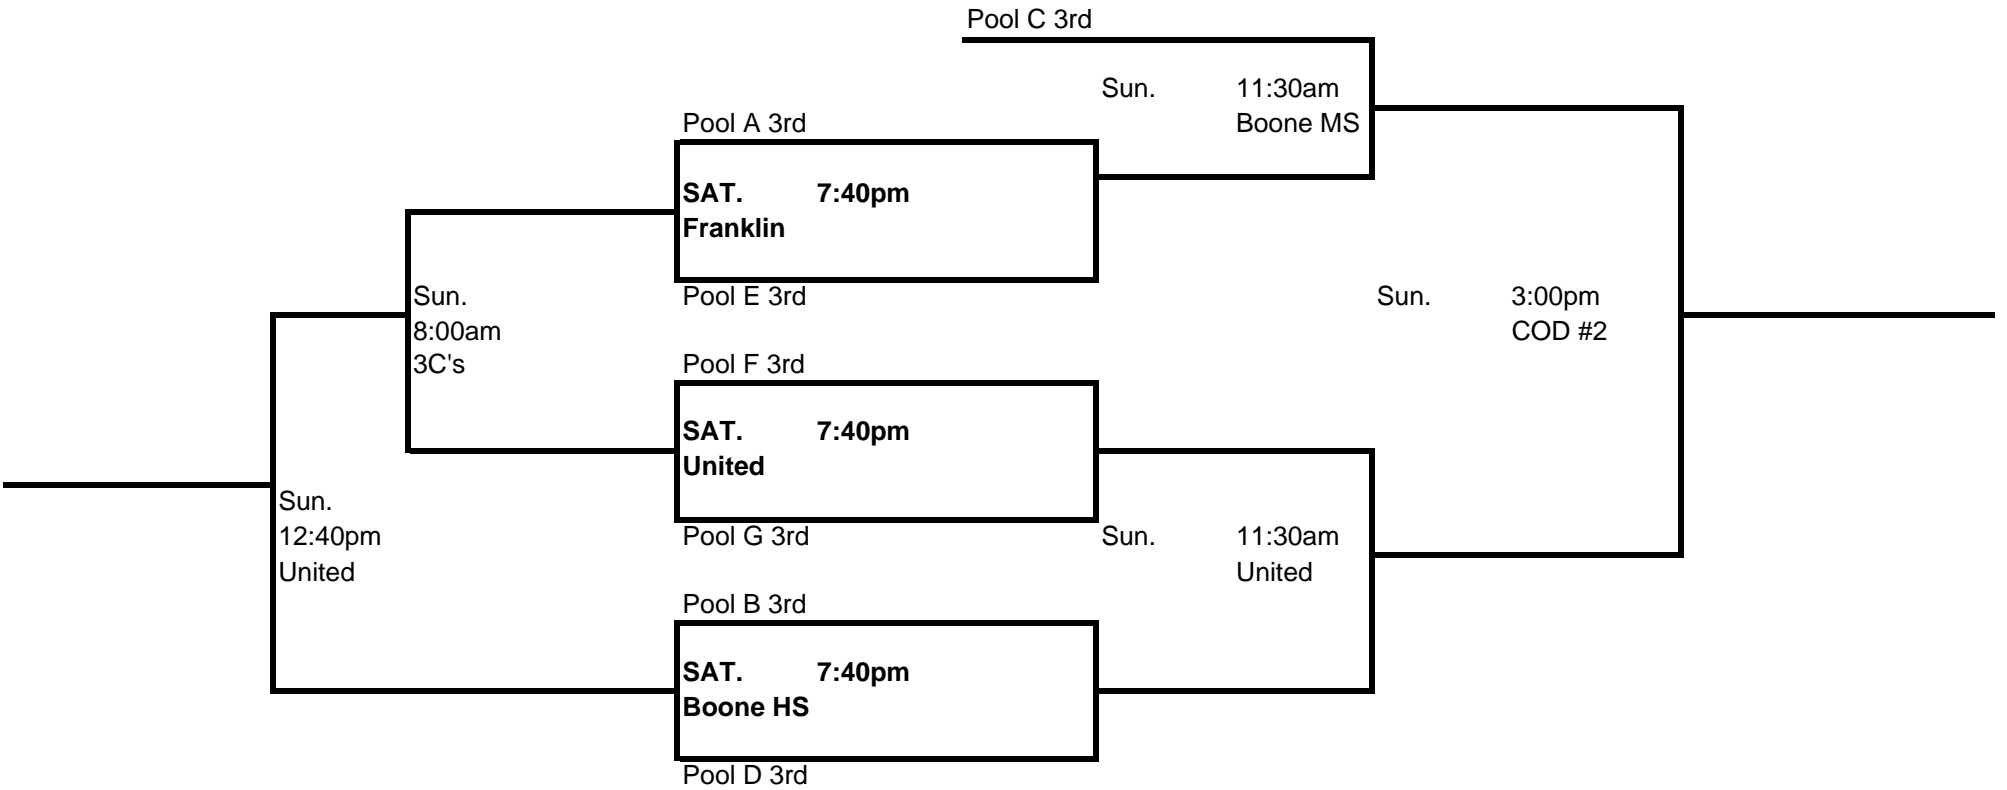 Pool C 3rd
Sun. 11:30am
Boone MS
Pool A 3rd
SAT. 7:40pm
Franklin
Pool E 3rd
Sun.
8:00am
3C's
Sun. 3:00pm
COD #2
Pool F 3rd
SAT. 7:40pm
United
Pool G 3rd
Sun.
12:40pm
United
Sun. 11:30am
United
Pool B 3rd
SAT. 7:40pm
Boone HS
Pool D 3rd